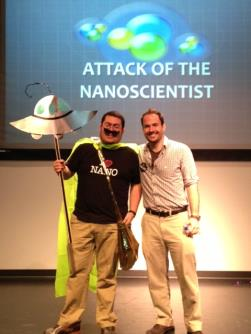 ATTACK OF THE
NANOSCIENTIST
I ❤ 
NANO